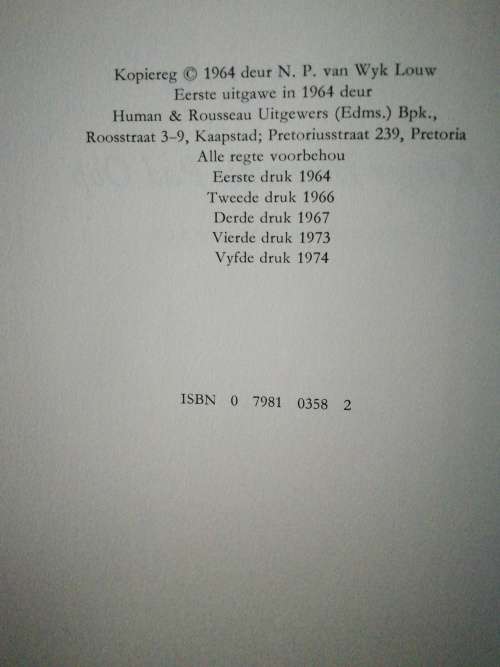 Kopiereg © 1964 deur N. P. van Wyk Louw
Eerste uitgawe in 1964 deur
Human & Rousseau Uitgewers (Edms.) Bpk.,
Roosstraat 3–9, Kaapstad; Pretoriusstraat 239, Pretoria
Alle regte voorbehou
Eerste druk 1964
Tweede druk 1966
Derde druk 1967
Vierde druk 1973
Vyfde druk 1974
ISBN 0 7981 0358 2